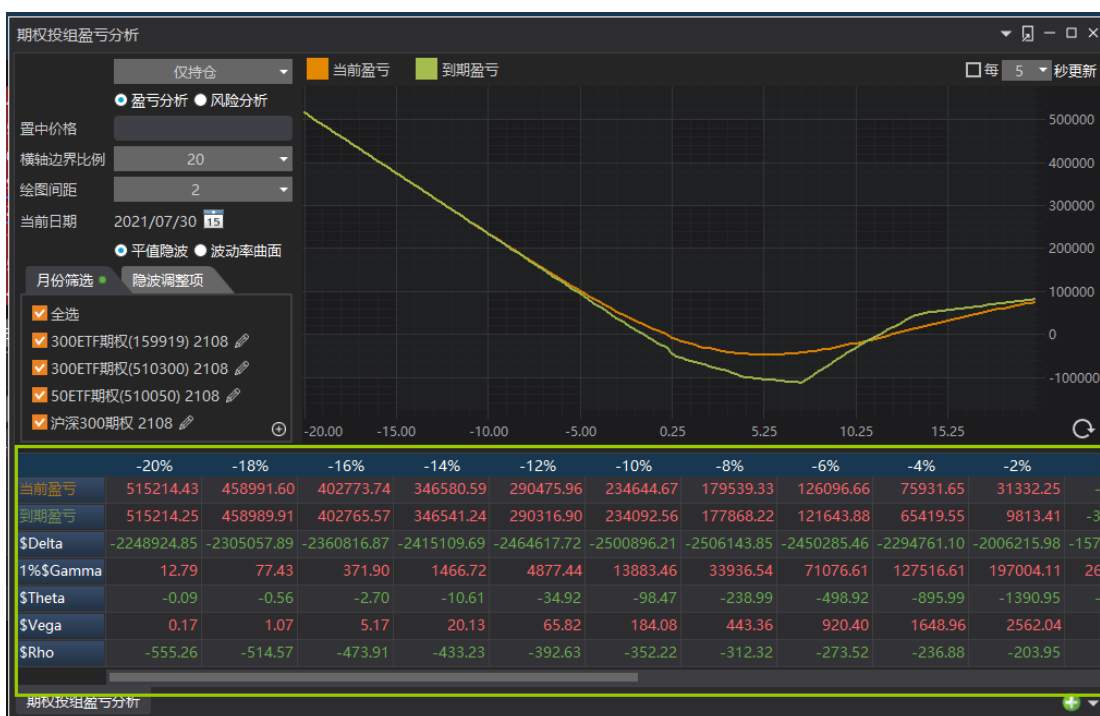 期权投组盈亏分析
仅持仓 当前盈亏 到期盈亏 每 5 秒更新
盈亏分析 风险分析
置中价格
横轴边界比例 20
绘图间距 2
当前日期 2021/07/30 15
平值隐波 波动率曲面
月份筛选 隐波调整项
全选
300ETF期权(159919) 2108
300ETF期权(510300) 2108
50ETF期权(510050) 2108
沪深300期权 2108
500000
400000
300000
200000
100000
0
-100000
-20.00 -15.00 -10.00 -5.00 0.25 5.25 10.25 15.25
-20% -18% -16% -14% -12% -10% -8% -6% -4% -2%
当前盈亏 515214.43 458991.60 402773.74 346580.59 290475.96 234644.67 179539.33 126096.66 75931.65 31332.25 -
到期盈亏 515214.25 458989.91 402765.57 346541.24 290316.90 234092.56 177868.22 121643.88 65419.55 9813.41 -3
$Delta -2248924.85 -2305057.89 -2360816.87 -2415109.69 -2464617.72 -2500896.21 -2506143.85 -2450285.46 -2294761.10 -2006215.98 -157
1%$Gamma 12.79 77.43 371.90 1466.72 4877.44 13883.46 33936.54 71076.61 127516.61 197004.11 26
$Theta -0.09 -0.56 -2.70 -10.61 -34.92 -98.47 -238.99 -498.92 -895.99 -1390.95 -
$Vega 0.17 1.07 5.17 20.13 65.82 184.08 443.36 920.40 1648.96 2562.04
$Rho -555.26 -514.57 -473.91 -433.23 -392.63 -352.22 -312.32 -273.52 -236.88 -203.95
期权投组盈亏分析